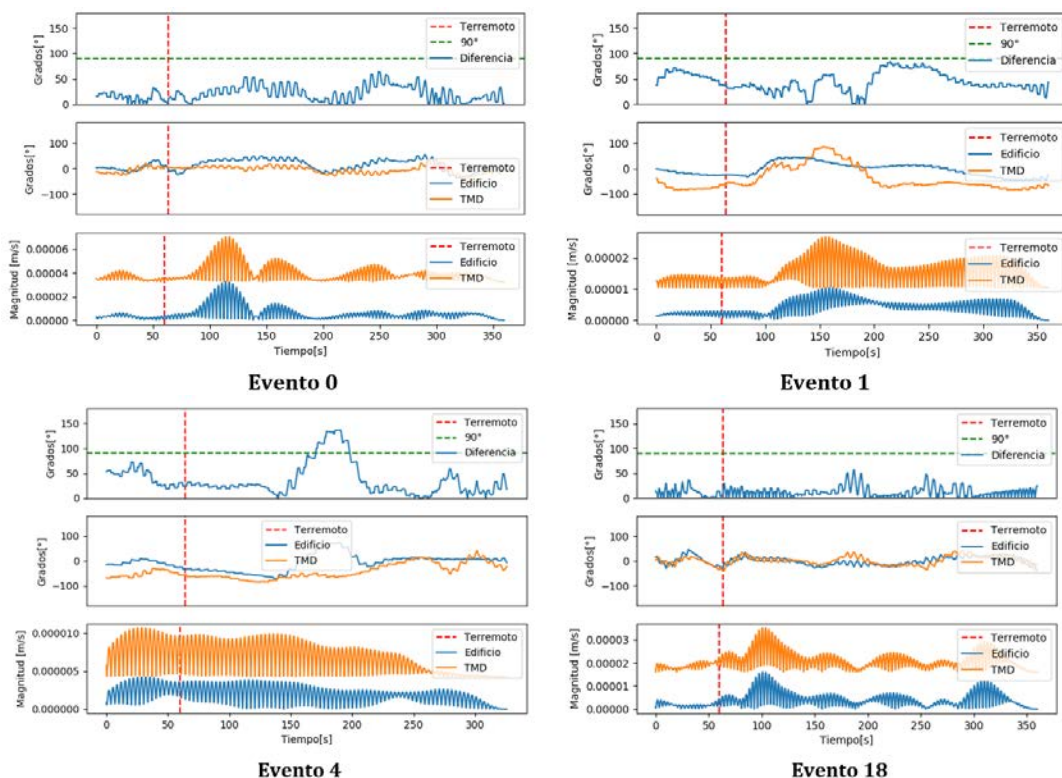 150
100
50
0
Grados[°]
Terremoto
90°
Diferencia
100
0
−100
Grados[°]
Terremoto
Edificio
TMD
0.00006
0.00004
0.00002
0.00000
Magnitud [m/s]
Terremoto
Edificio
TMD
0 50 100 150 200 250 300 350
Tiempo[s]
Evento 0
150
100
50
0
Grados[°]
Terremoto
90°
Diferencia
100
0
−100
Grados[°]
Terremoto
Edificio
TMD
0.00002
0.00001
0.00000
Magnitud [m/s]
Terremoto
Edificio
TMD
0 50 100 150 200 250 300 350
Tiempo[s]
Evento 1
150
100
50
0
Grados[°]
Terremoto
90°
Diferencia
100
0
−100
Grados[°]
Terremoto
Edificio
TMD
0.000010
0.000005
0.000000
Magnitud [m/s]
Terremoto
Edificio
TMD
0 50 100 150 200 250 300
Tiempo[s]
Evento 4
150
100
50
0
Grados[°]
Terremoto
90°
Diferencia
100
0
−100
Grados[°]
Terremoto
Edificio
TMD
0.00003
0.00002
0.00001
0.00000
Magnitud [m/s]
Terremoto
Edificio
TMD
0 50 100 150 200 250 300 350
Tiempo[s]
Evento 18